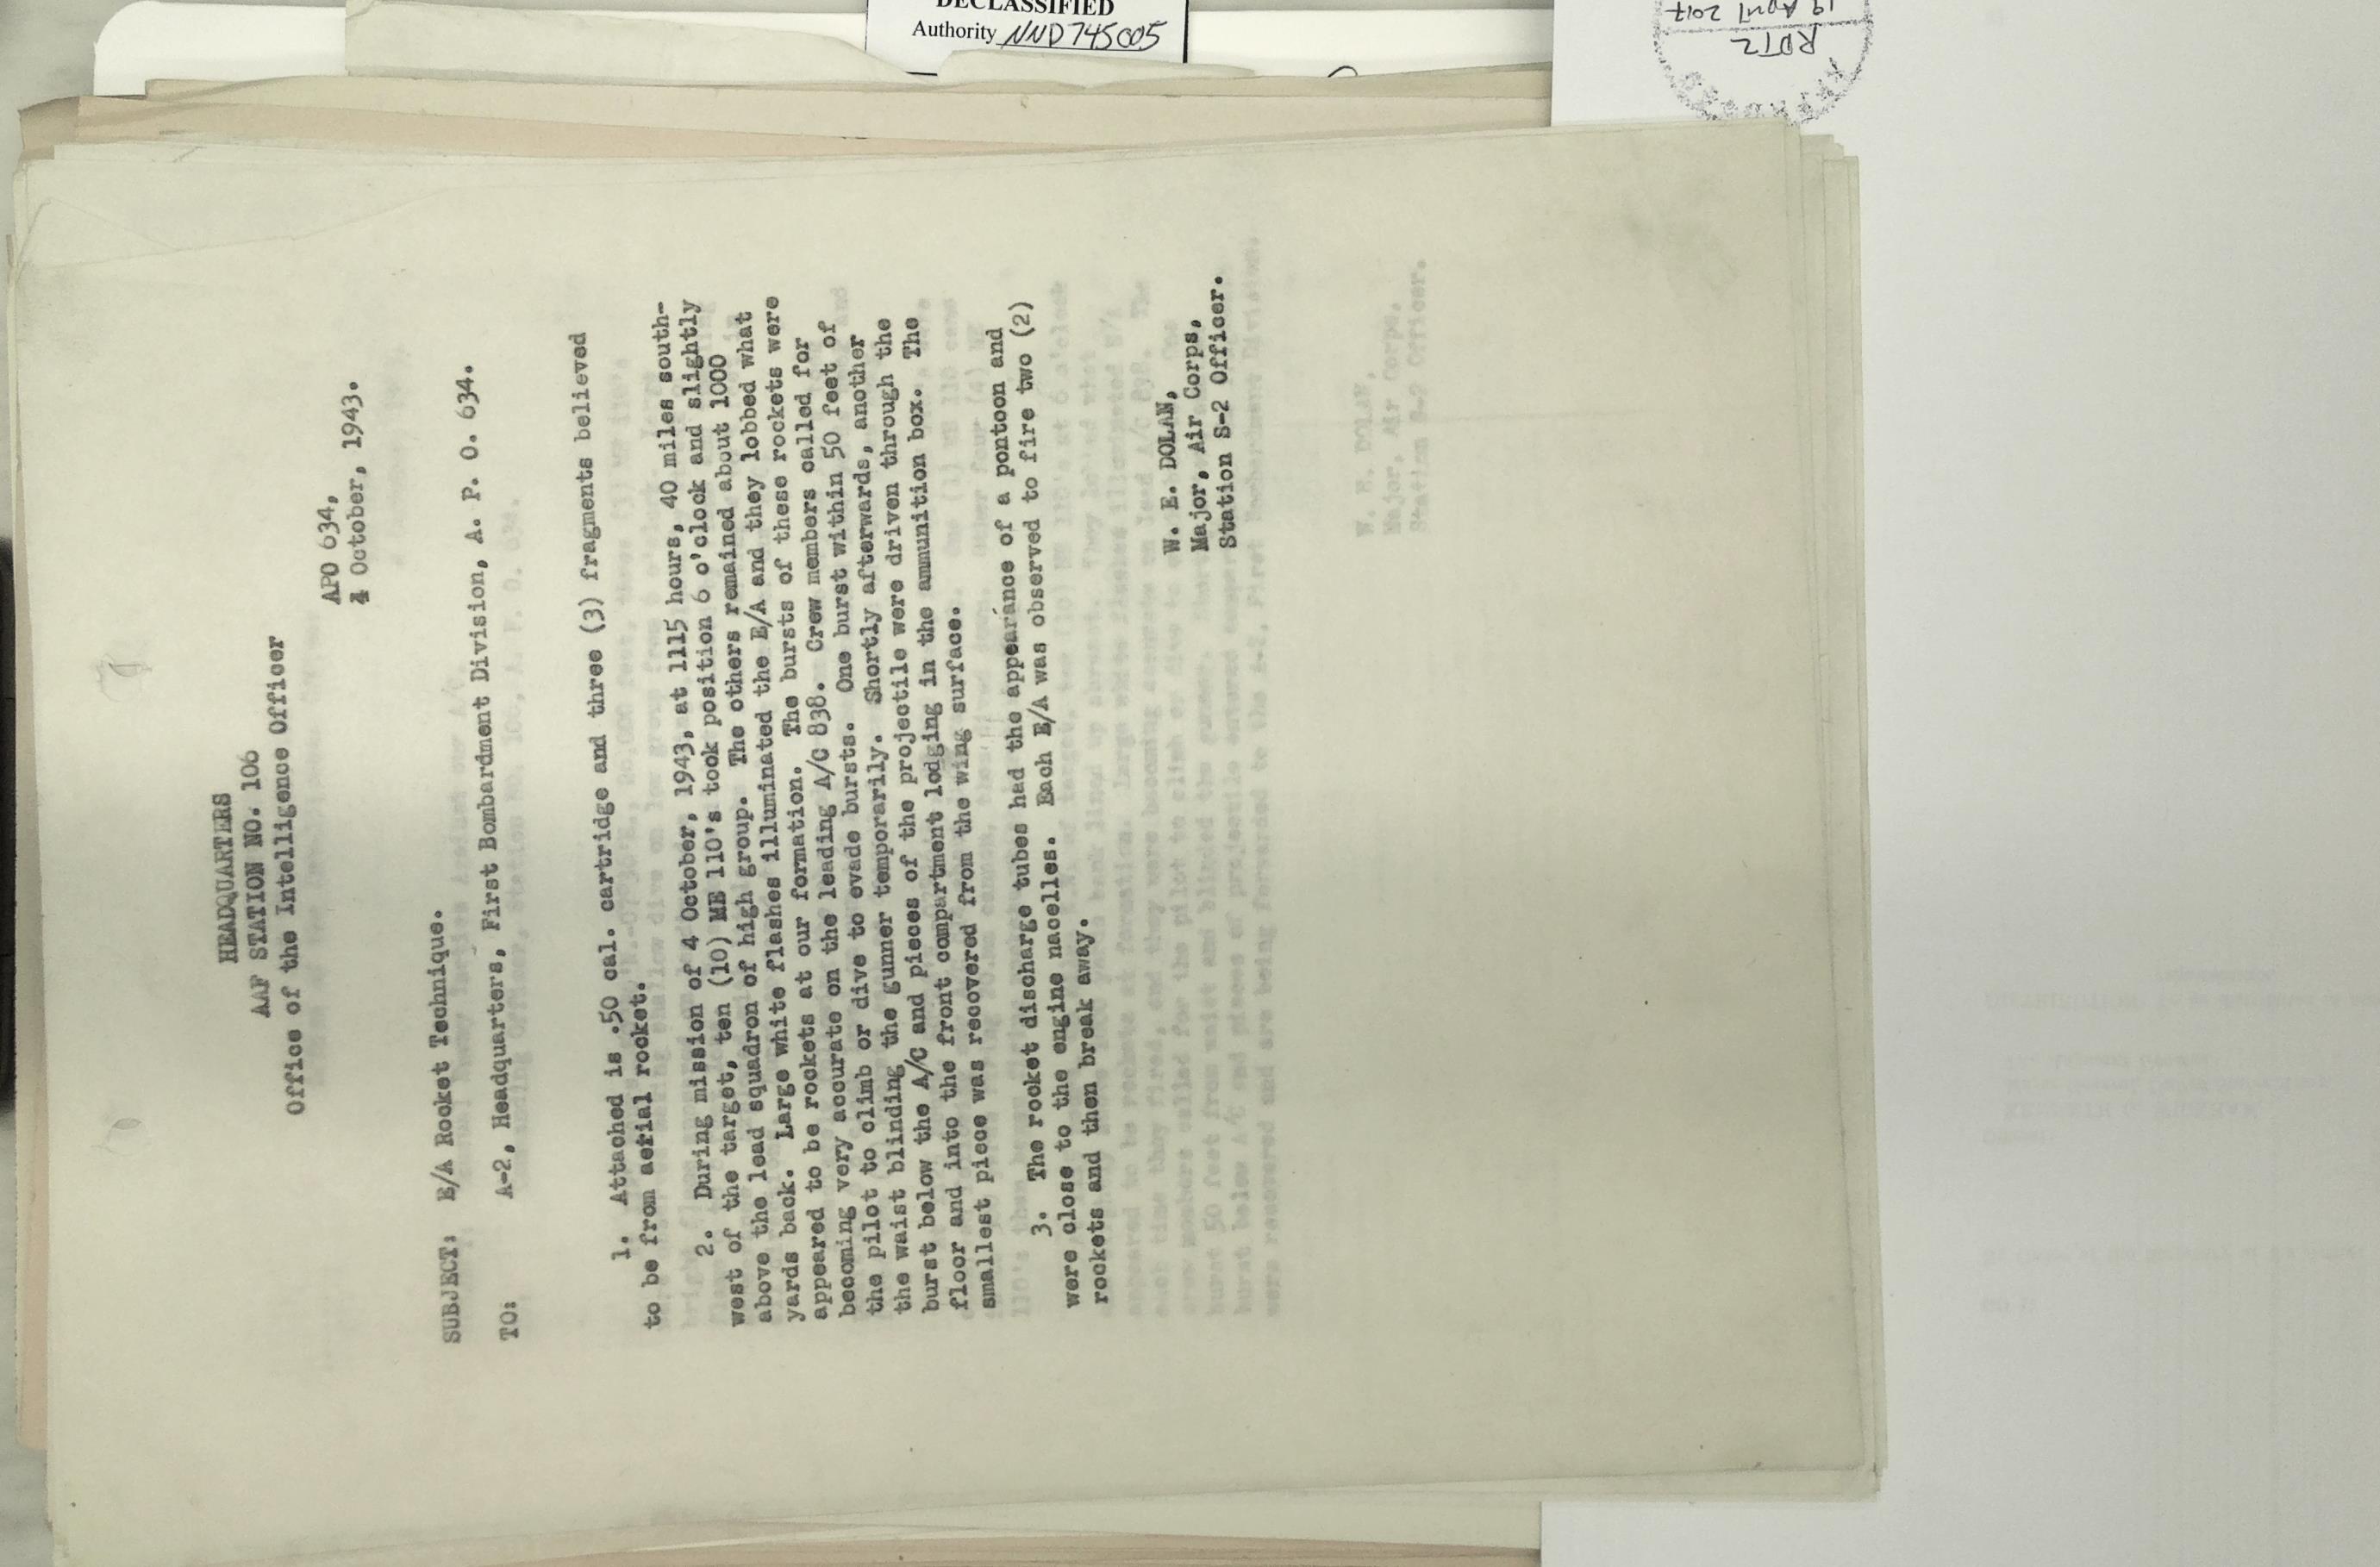 DECLASSIFIED
Authority NND 745005
19 April 2017
RDT2
HEADQUARTERS
AAF STATION NO. 106
Office of the Intelligence Officer
APO 634,
4 October, 1943.
SUBJECT: E/A Rocket Technique.
TO: A-2, Headquarters, First Bombardment Division, A. P. O. 634.
1. Attached is .50 cal. cartridge and three (3) fragments believed
to be from aerial rocket.
2. During mission of 4 October, 1943, at 1115 hours, 40 miles south-
west of the target, ten (10) ME 110's took position 6 o'clock and slightly
above the lead squadron of high group. The others remained about 1000
yards back. Large white flashes illuminated the E/A and they lobbed what
appeared to be rockets at our formation. The bursts of these rockets were
becoming very accurate on the leading A/C 838. Crew members called for
the pilot to climb or dive to evade bursts. One burst within 50 feet of
the waist blinding the gunner temporarily. Shortly afterwards, another
burst below the A/C and pieces of the projectile were driven through the
floor and into the front compartment lodging in the ammunition box. The
smallest piece was recovered from the wing surface.
3. The rocket discharge tubes had the appearance of a pontoon and
were close to the engine nacelles. Each E/A was observed to fire two (2)
rockets and then break away.
W. E. DOLAN,
Major, Air Corps,
Station S-2 Officer.